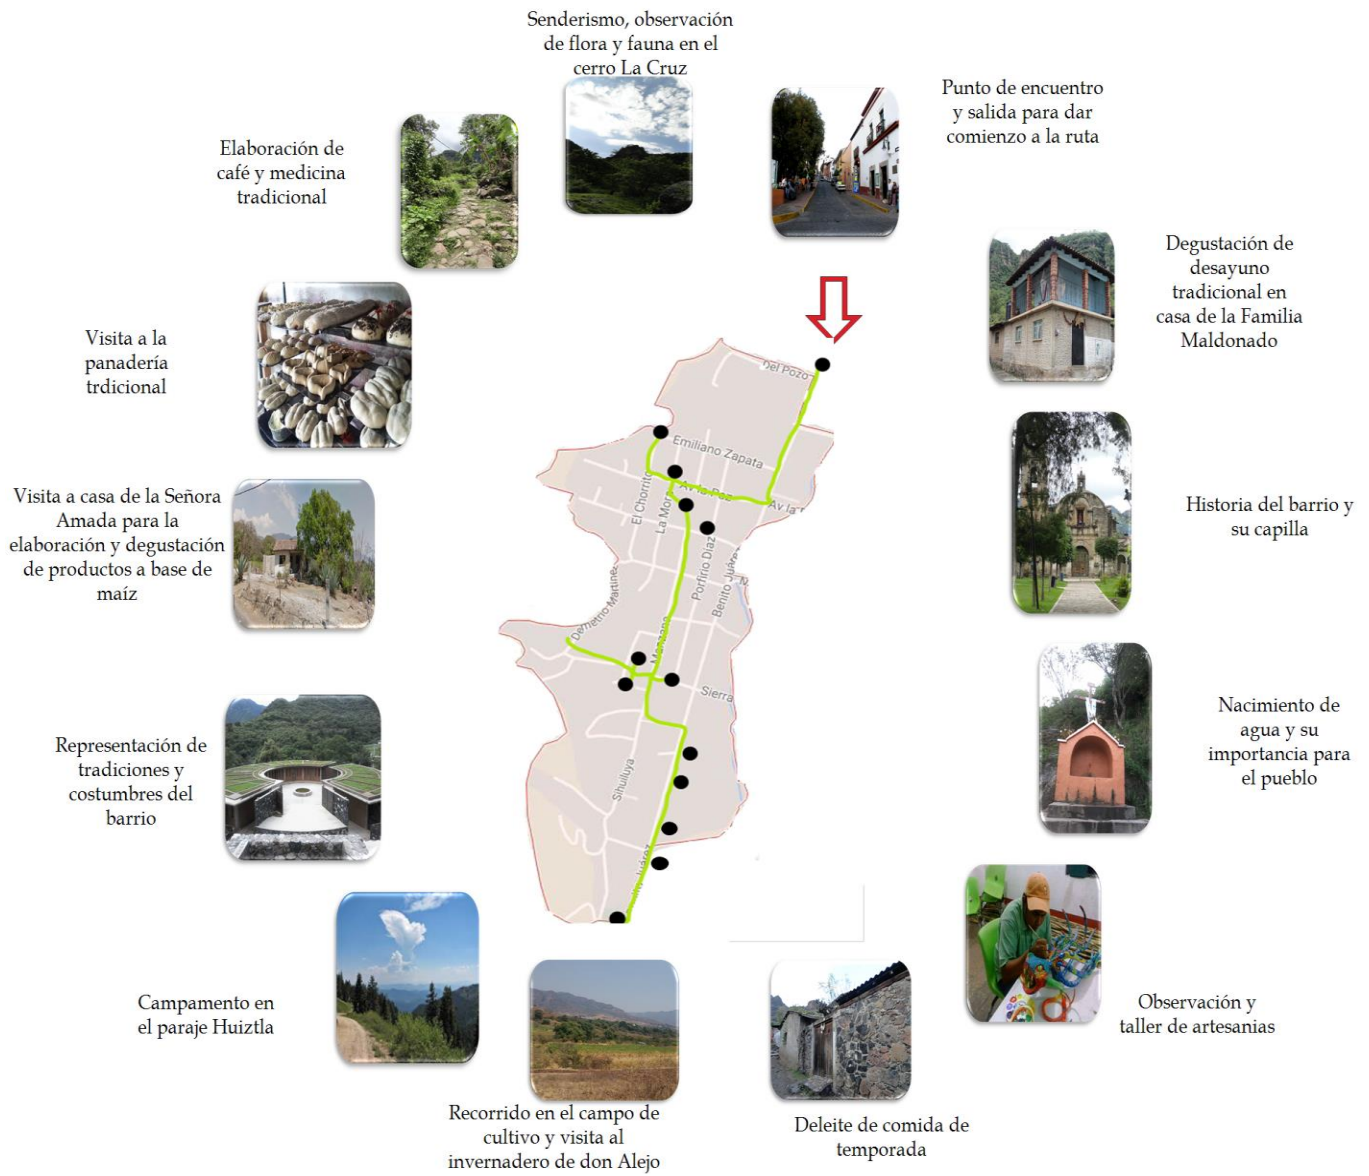 Senderismo, observación
de flora y fauna en el
cerro La Cruz
Punto de encuentro
y salida para dar
comienzo a la ruta
Elaboración de
café y medicina
tradicional
Degustación de
desayuno
tradicional en
casa de la Familia
Maldonado
Visita a la
panadería
trdicional
Historia del barrio y
su capilla
Visita a casa de la Señora
Amada para la
elaboración y degustación
de productos a base de
maíz
Nacimiento de
agua y su
importancia para
el pueblo
Representación de
tradiciones y
costumbres del
barrio
Observación y
taller de artesanias
Campamento en
el paraje Huiztla
Deleite de comida de
temporada
Recorrido en el campo de
cultivo y visita al
invernadero de don Alejo
del Pozo
Emiliano Zapata
El Chorrito
La Mora
Av la Paz
Av la
Porfirio Díaz
Benito Juárez
Demetrio Martínez
Manzano
Sierra
Sihuiluya
Juárez